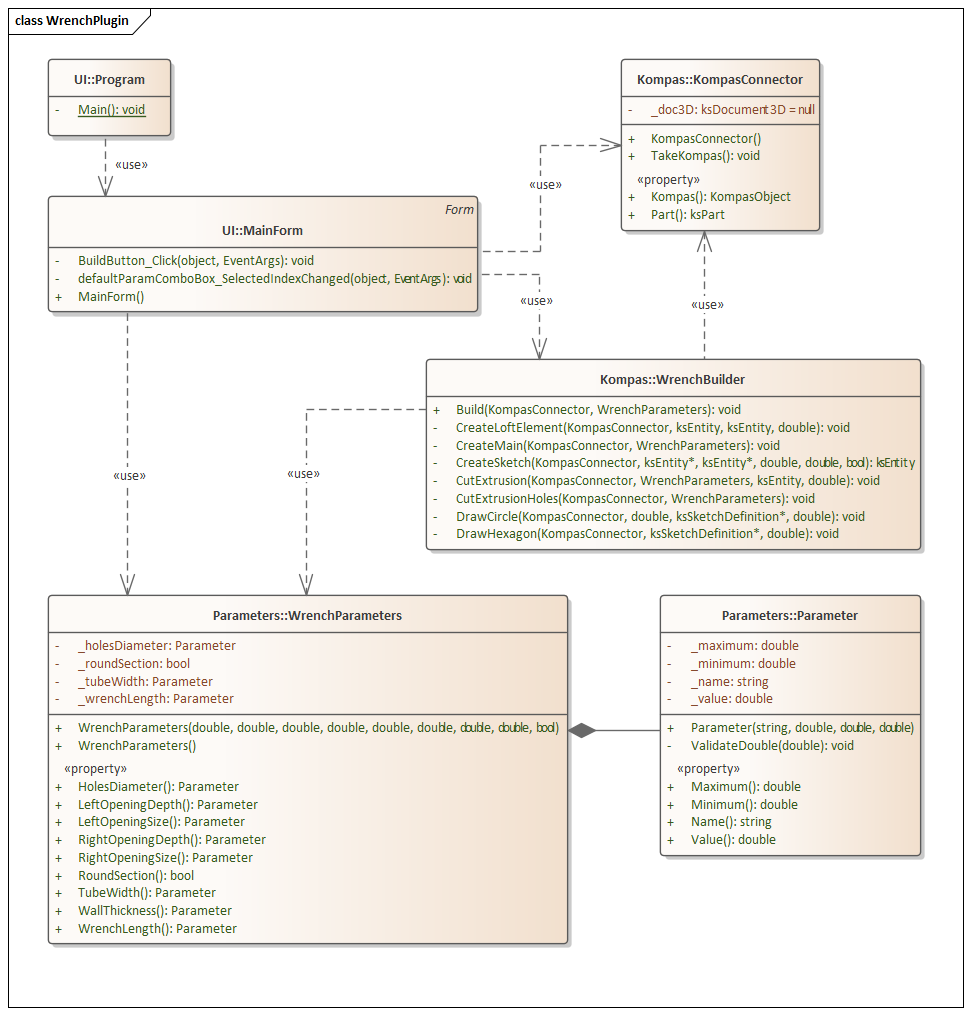 class WrenchPlugin
UI::Program
- Main(): void
«use»
Form
UI::MainForm
- BuildButton_Click(object, EventArgs): void
- defaultParamComboBox_SelectedIndexChanged(object, EventArgs): void
+ MainForm()
Kompas::KompasConnector
- _doc3D: ksDocument3D = null
+ KompasConnector()
+ TakeKompas(): void
«property»
+ Kompas(): KompasObject
+ Part(): ksPart
«use»
«use»
«use»
Kompas::WrenchBuilder
+ Build(KompasConnector, WrenchParameters): void
- CreateLoftElement(KompasConnector, ksEntity, ksEntity, double): void
- CreateMain(KompasConnector, WrenchParameters): void
- CreateSketch(KompasConnector, ksEntity*, ksEntity*, double, double, bool): ksEntity
- CutExtrusion(KompasConnector, WrenchParameters, ksEntity, double): void
- CutExtrusionHoles(KompasConnector, WrenchParameters): void
- DrawCircle(KompasConnector, double, ksSketchDefinition*, double): void
- DrawHexagon(KompasConnector, ksSketchDefinition*, double): void
«use»
«use»
Parameters::WrenchParameters
- _holesDiameter: Parameter
- _roundSection: bool
- _tubeWidth: Parameter
- _wrenchLength: Parameter
+ WrenchParameters(double, double, double, double, double, double, double, double, bool)
+ WrenchParameters()
«property»
+ HolesDiameter(): Parameter
+ LeftOpeningDepth(): Parameter
+ LeftOpeningSize(): Parameter
+ RightOpeningDepth(): Parameter
+ RightOpeningSize(): Parameter
+ RoundSection(): bool
+ TubeWidth(): Parameter
+ WallThickness(): Parameter
+ WrenchLength(): Parameter
Parameters::Parameter
- _maximum: double
- _minimum: double
- _name: string
- _value: double
+ Parameter(string, double, double, double)
- ValidateDouble(double): void
«property»
+ Maximum(): double
+ Minimum(): double
+ Name(): string
+ Value(): double